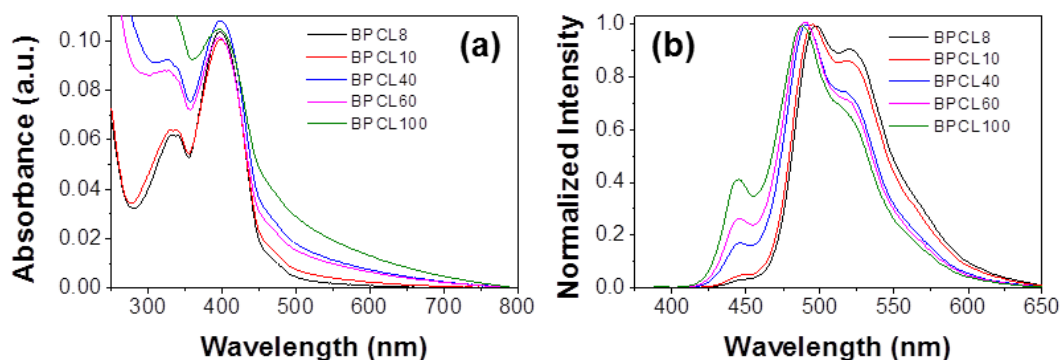 (a)
BPCL8
BPCL10
BPCL40
BPCL60
BPCL100
Absorbance (a.u.)
0.10
0.08
0.06
0.04
0.02
0.00
300 400 500 600 700 800
Wavelength (nm)
(b)
BPCL8
BPCL10
BPCL40
BPCL60
BPCL100
Normalized Intensity
1.0
0.8
0.6
0.4
0.2
0.0
400 450 500 550 600 650
Wavelength (nm)